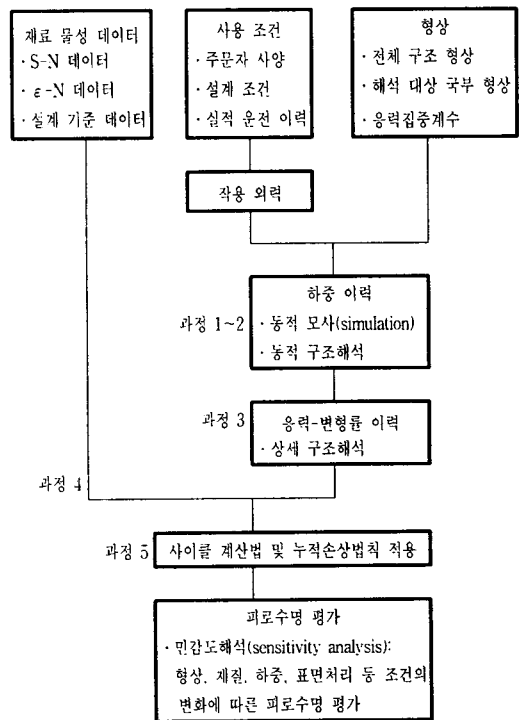 재료 물성 데이터
· S-N 데이터
· ε-N 데이터
· 설계 기준 데이터
사용 조건
· 주문자 사양
· 설계 조건
· 실적 운전 이력
형상
· 전체 구조 형상
· 해석 대상 국부 형상
· 응력집중계수
작용 외력
과정 1~2
하중 이력
· 동적 모사(simulation)
· 동적 구조해석
과정 3
응력-변형률 이력
· 상세 구조해석
과정 4
과정 5
사이클 계산법 및 누적손상법칙 적용
피로수명 평가
· 민감도해석(sensitivity analysis):
형상, 재질, 하중, 표면처리 등 조건의
변화에 따른 피로수명 평가